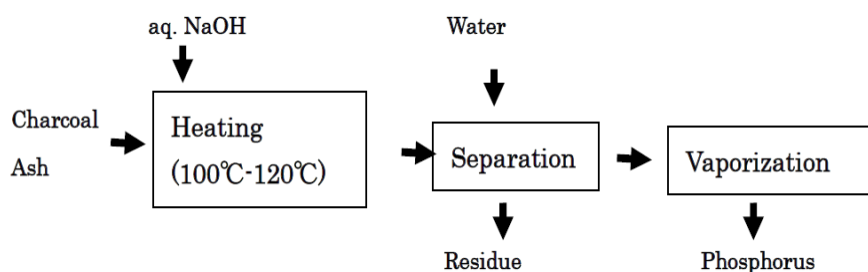 aq. NaOH
Water
Charcoal
Ash
Heating
(100℃-120℃)
Separation
Vaporization
Residue
Phosphorus